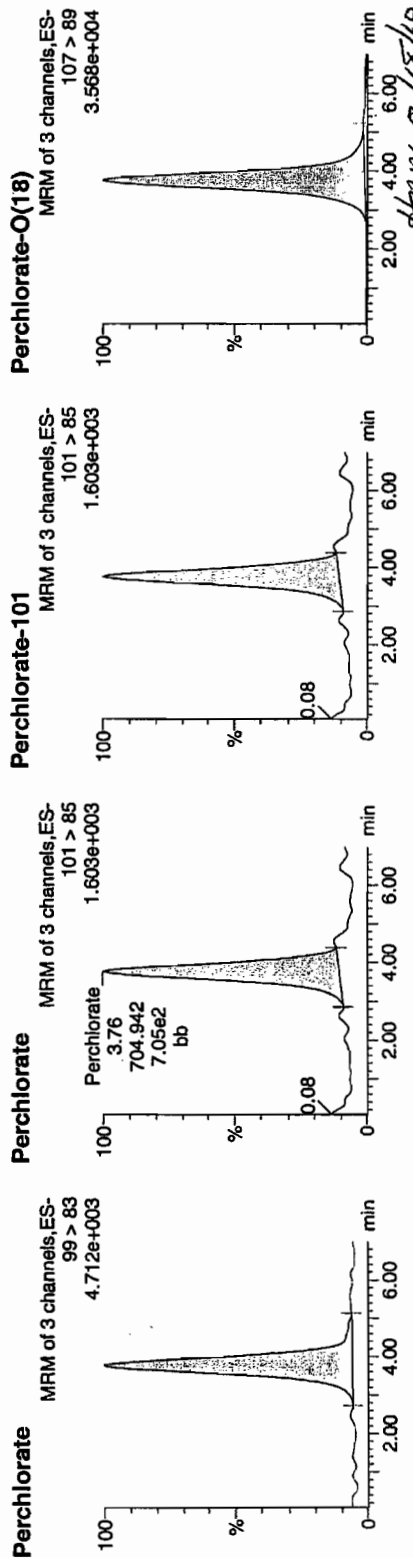 Perchlorate
MRM of 3 channels,ES-
99 > 83
4.712e+003
100
%
0
2.00
4.00
6.00
min
Perchlorate
MRM of 3 channels,ES-
101 > 85
1.603e+003
Perchlorate
3.76
704.942
7.05e2
bb
100
%
0.08
0
2.00
4.00
6.00
min
Perchlorate-101
MRM of 3 channels,ES-
101 > 85
1.603e+003
100
%
0.08
0
2.00
4.00
6.00
min
Perchlorate-O(18)
MRM of 3 channels,ES-
107 > 89
3.568e+004
100
%
0
2.00
4.00
6.00
min